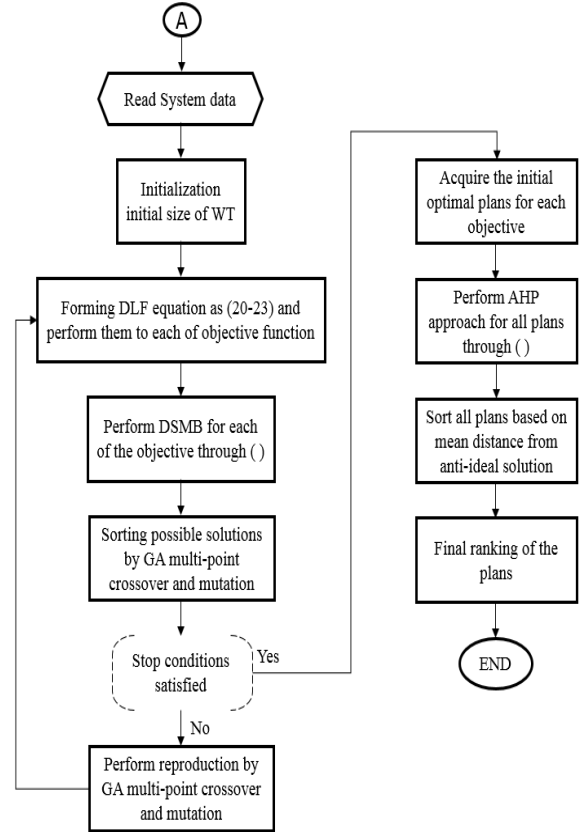 A
Read System data
Initialization
initial size of WT
Forming DLF equation as (20-23) and
perform them to each of objective function
Perform DSMB for each
of the objective through ( )
Sorting possible solutions
by GA multi-point
crossover and mutation
Stop conditions
satisfied
Yes
No
Perform reproduction by
GA multi-point crossover
and mutation
Acquire the initial
optimal plans for each
objective
Perform AHP
approach for all plans
through ( )
Sort all plans based on
mean distance from
anti-ideal solution
Final ranking of the
plans
END